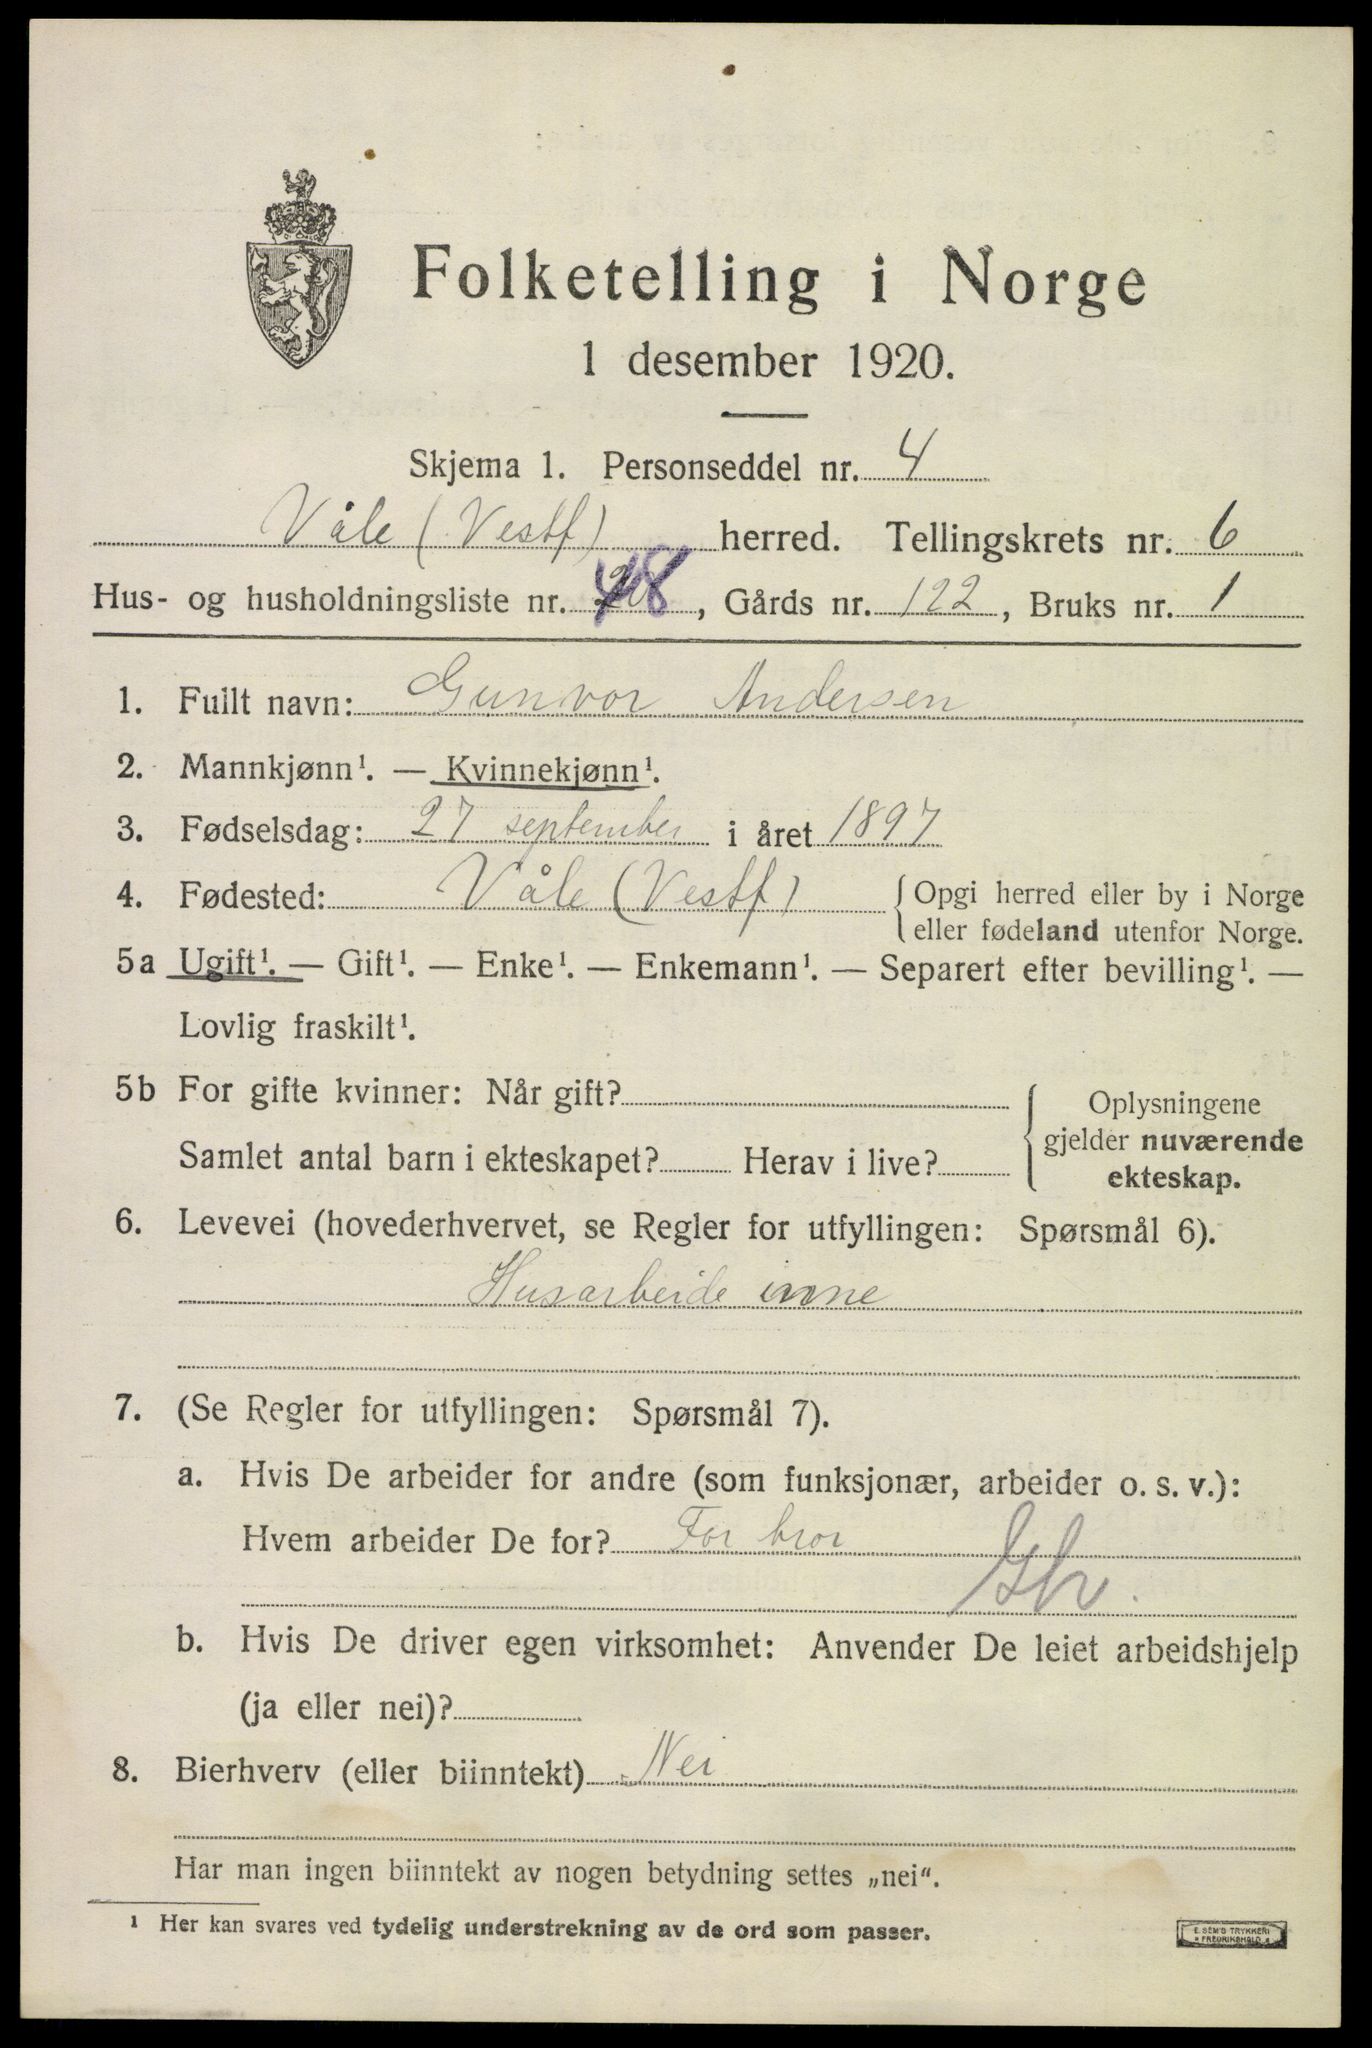 Folketelling i Norge
1 desember 1920.
Skjema 1. Personseddel nr. 4
Våle (Vestf) herred. Tellingskrets nr. 6
Hus- og husholdningsliste nr. 48, Gårds nr. 122, Bruks nr. 1
1. Fullt navn: Gunvor Andersen
2. Mannkjønn¹. — Kvinnekjønn¹.
3. Fødselsdag: 27 september i året 1897
4. Fødested: Våle (Vestf) { Opgi herred eller by i Norge
eller fødeland utenfor Norge.
5a Ugift¹. — Gift¹. — Enke¹. — Enkemann¹. — Separert efter bevilling¹. —
Lovlig fraskilt¹.
5b For gifte kvinner: Når gift?
Samlet antal barn i ekteskapet? Herav i live?
{ Oplysningene
gjelder nuværende
ekteskap.
6. Levevei (hovederhvervet, se Regler for utfyllingen: Spørsmål 6).
Husarbeide inne
7. (Se Regler for utfyllingen: Spørsmål 7).
a. Hvis De arbeider for andre (som funksjonær, arbeider o. s. v.):
Hvem arbeider De for? For bror
b. Hvis De driver egen virksomhet: Anvender De leiet arbeidshjelp
(ja eller nei)?
8. Bierhverv (eller biinntekt) Nei
Har man ingen biinntekt av nogen betydning settes „nei“.
¹ Her kan svares ved tydelig understrekning av de ord som passer.
E. SEM'S TRYKKERI
FREDRIKSHALD